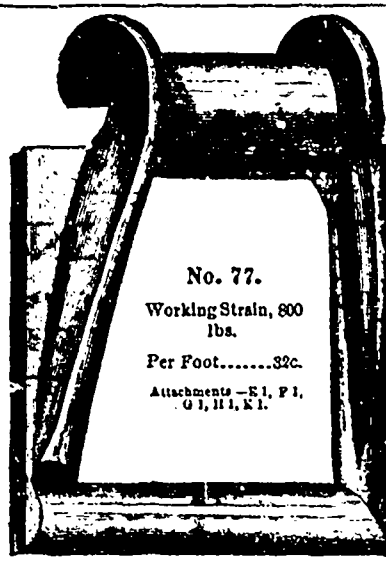 No. 77.
Working Strain, 800
lbs.
Per Foot.......32c.
Attachments —E 1, F 1,
G 1, H 1, K 1.